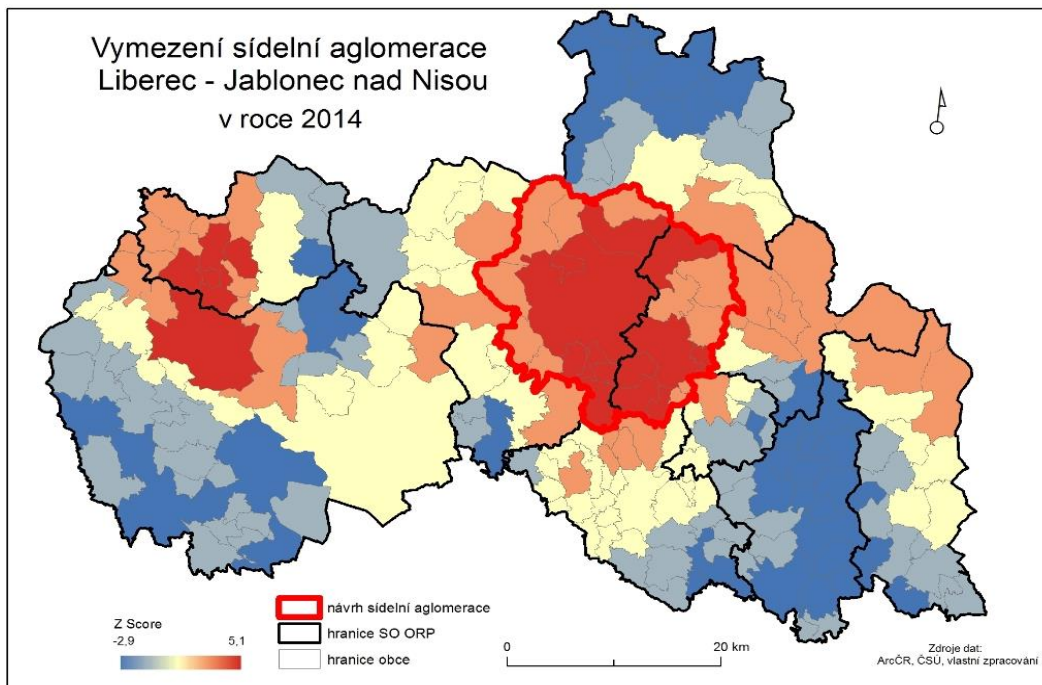 Vymezení sídelní aglomerace
Liberec - Jablonec nad Nisou
v roce 2014
Z Score
-2,9
5,1
návrh sídelní aglomerace
hranice SO ORP
hranice obce
0
20 km
Zdroje dat:
ArcČR, ČSÚ, vlastní zpracování